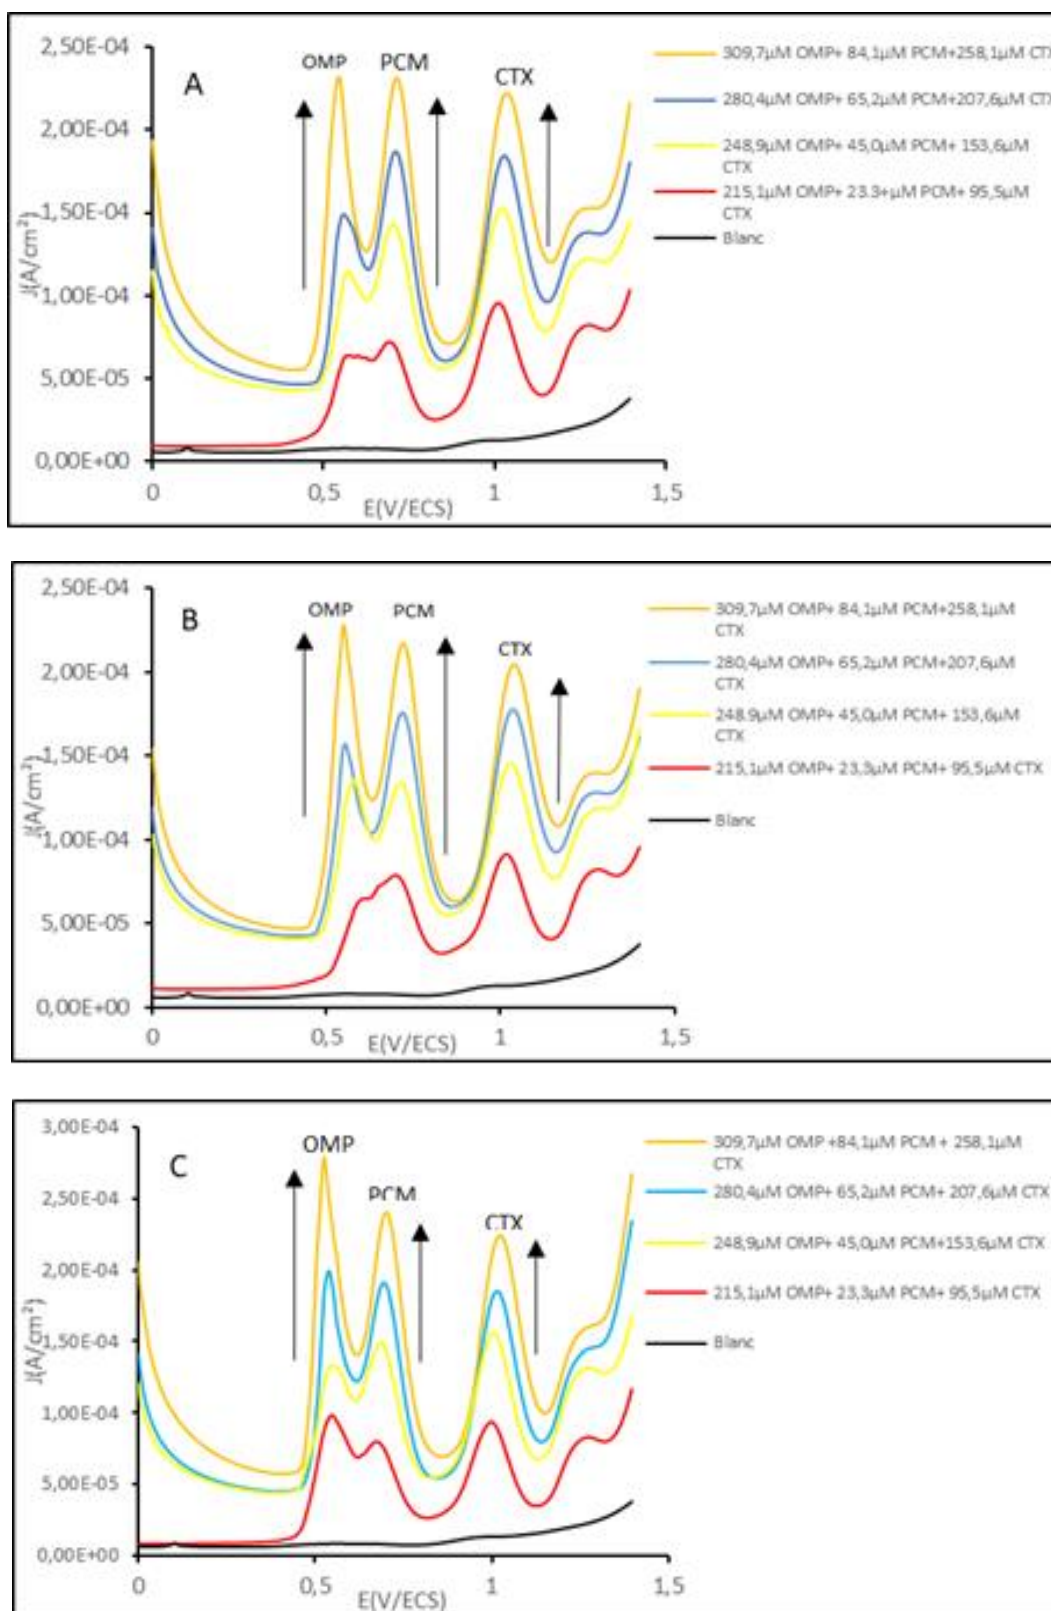 2,50E-04
A
OMP
PCM
CTX
309,7µM OMP+ 84,1µM PCM+258,1µM CTX
280,4µM OMP+ 65,2µM PCM+207,6µM CTX
248,9µM OMP+ 45,0µM PCM+ 153,6µM
CTX
215,1µM OMP+ 23.3+µM PCM+ 95,5µM
CTX
Blanc
2,00E-04
1,50E-04
1,00E-04
5,00E-05
0,00E+00
J(A/cm²)
0
0,5
1
1,5
E(V/ECS)
2,50E-04
B
OMP
PCM
CTX
309,7µM OMP+ 84,1µM PCM+258,1µM
CTX
280,4µM OMP+ 65,2µM PCM+207,6µM
CTX
248.9µM OMP+ 45,0µM PCM+ 153,6µM
CTX
215,1µM OMP+ 23,3µM PCM+ 95,5µM CTX
Blanc
2,00E-04
1,50E-04
1,00E-04
5,00E-05
0,00E+00
J(A/cm²)
0
0,5
1
1,5
E(V/ECS)
3,00E-04
C
OMP
PCM
CTX
309,7µM OMP +84,1µM PCM + 258,1µM
CTX
280,4µM OMP+ 65,2µM PCM+ 207,6µM CTX
248,9µM OMP+ 45,0µM PCM+153,6µM CTX
215,1µM OMP+ 23,3µM PCM+ 95,5µM CTX
Blanc
2,50E-04
2,00E-04
1,50E-04
1,00E-04
5,00E-05
0,00E+00
J(A/cm²)
0
0,5
1
1,5
E(V/ECS)